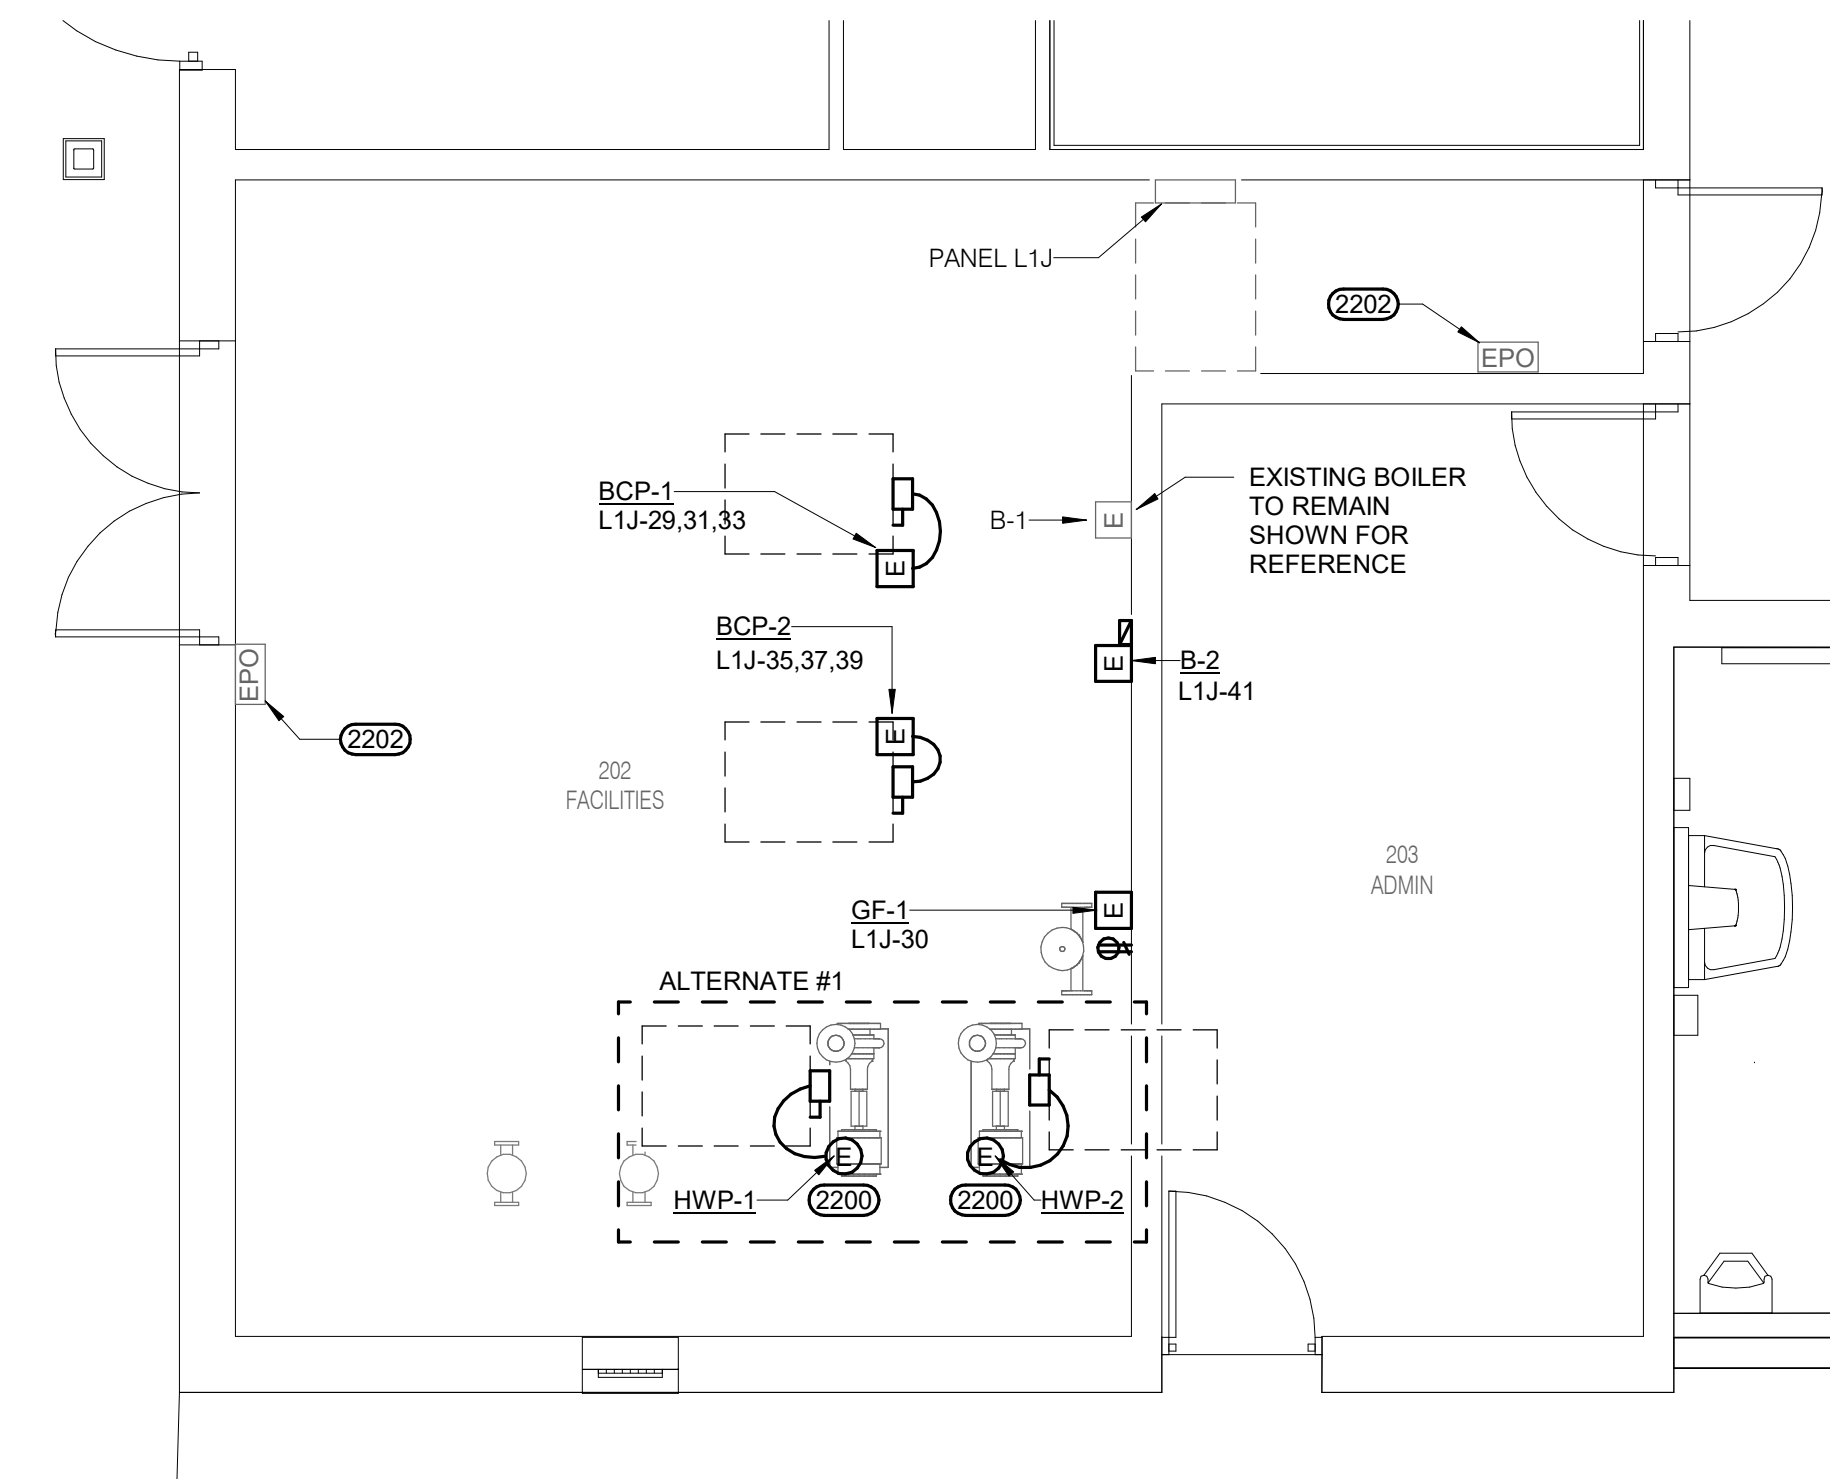 PANEL L1J
2202
EPO
BCP-1
L1J-29,31,33
E
B-1
E
EXISTING BOILER
TO REMAIN
SHOWN FOR
REFERENCE
BCP-2
L1J-35,37,39
E
E
B-2
L1J-41
EPO
2202
202
FACILITIES
203
ADMIN
GF-1
L1J-30
E
ALTERNATE #1
E
E
HWP-1
2200
2200
HWP-2